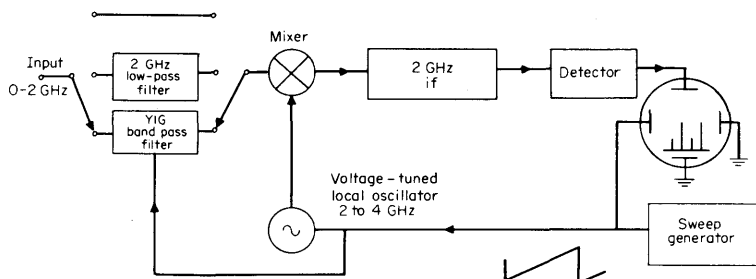 Mixer
Input
0-2 GHz
2 GHz
low-pass
filter
YIG
band pass
filter
2 GHz
if
Detector
Voltage-tuned
local oscillator
2 to 4 GHz
Sweep
generator